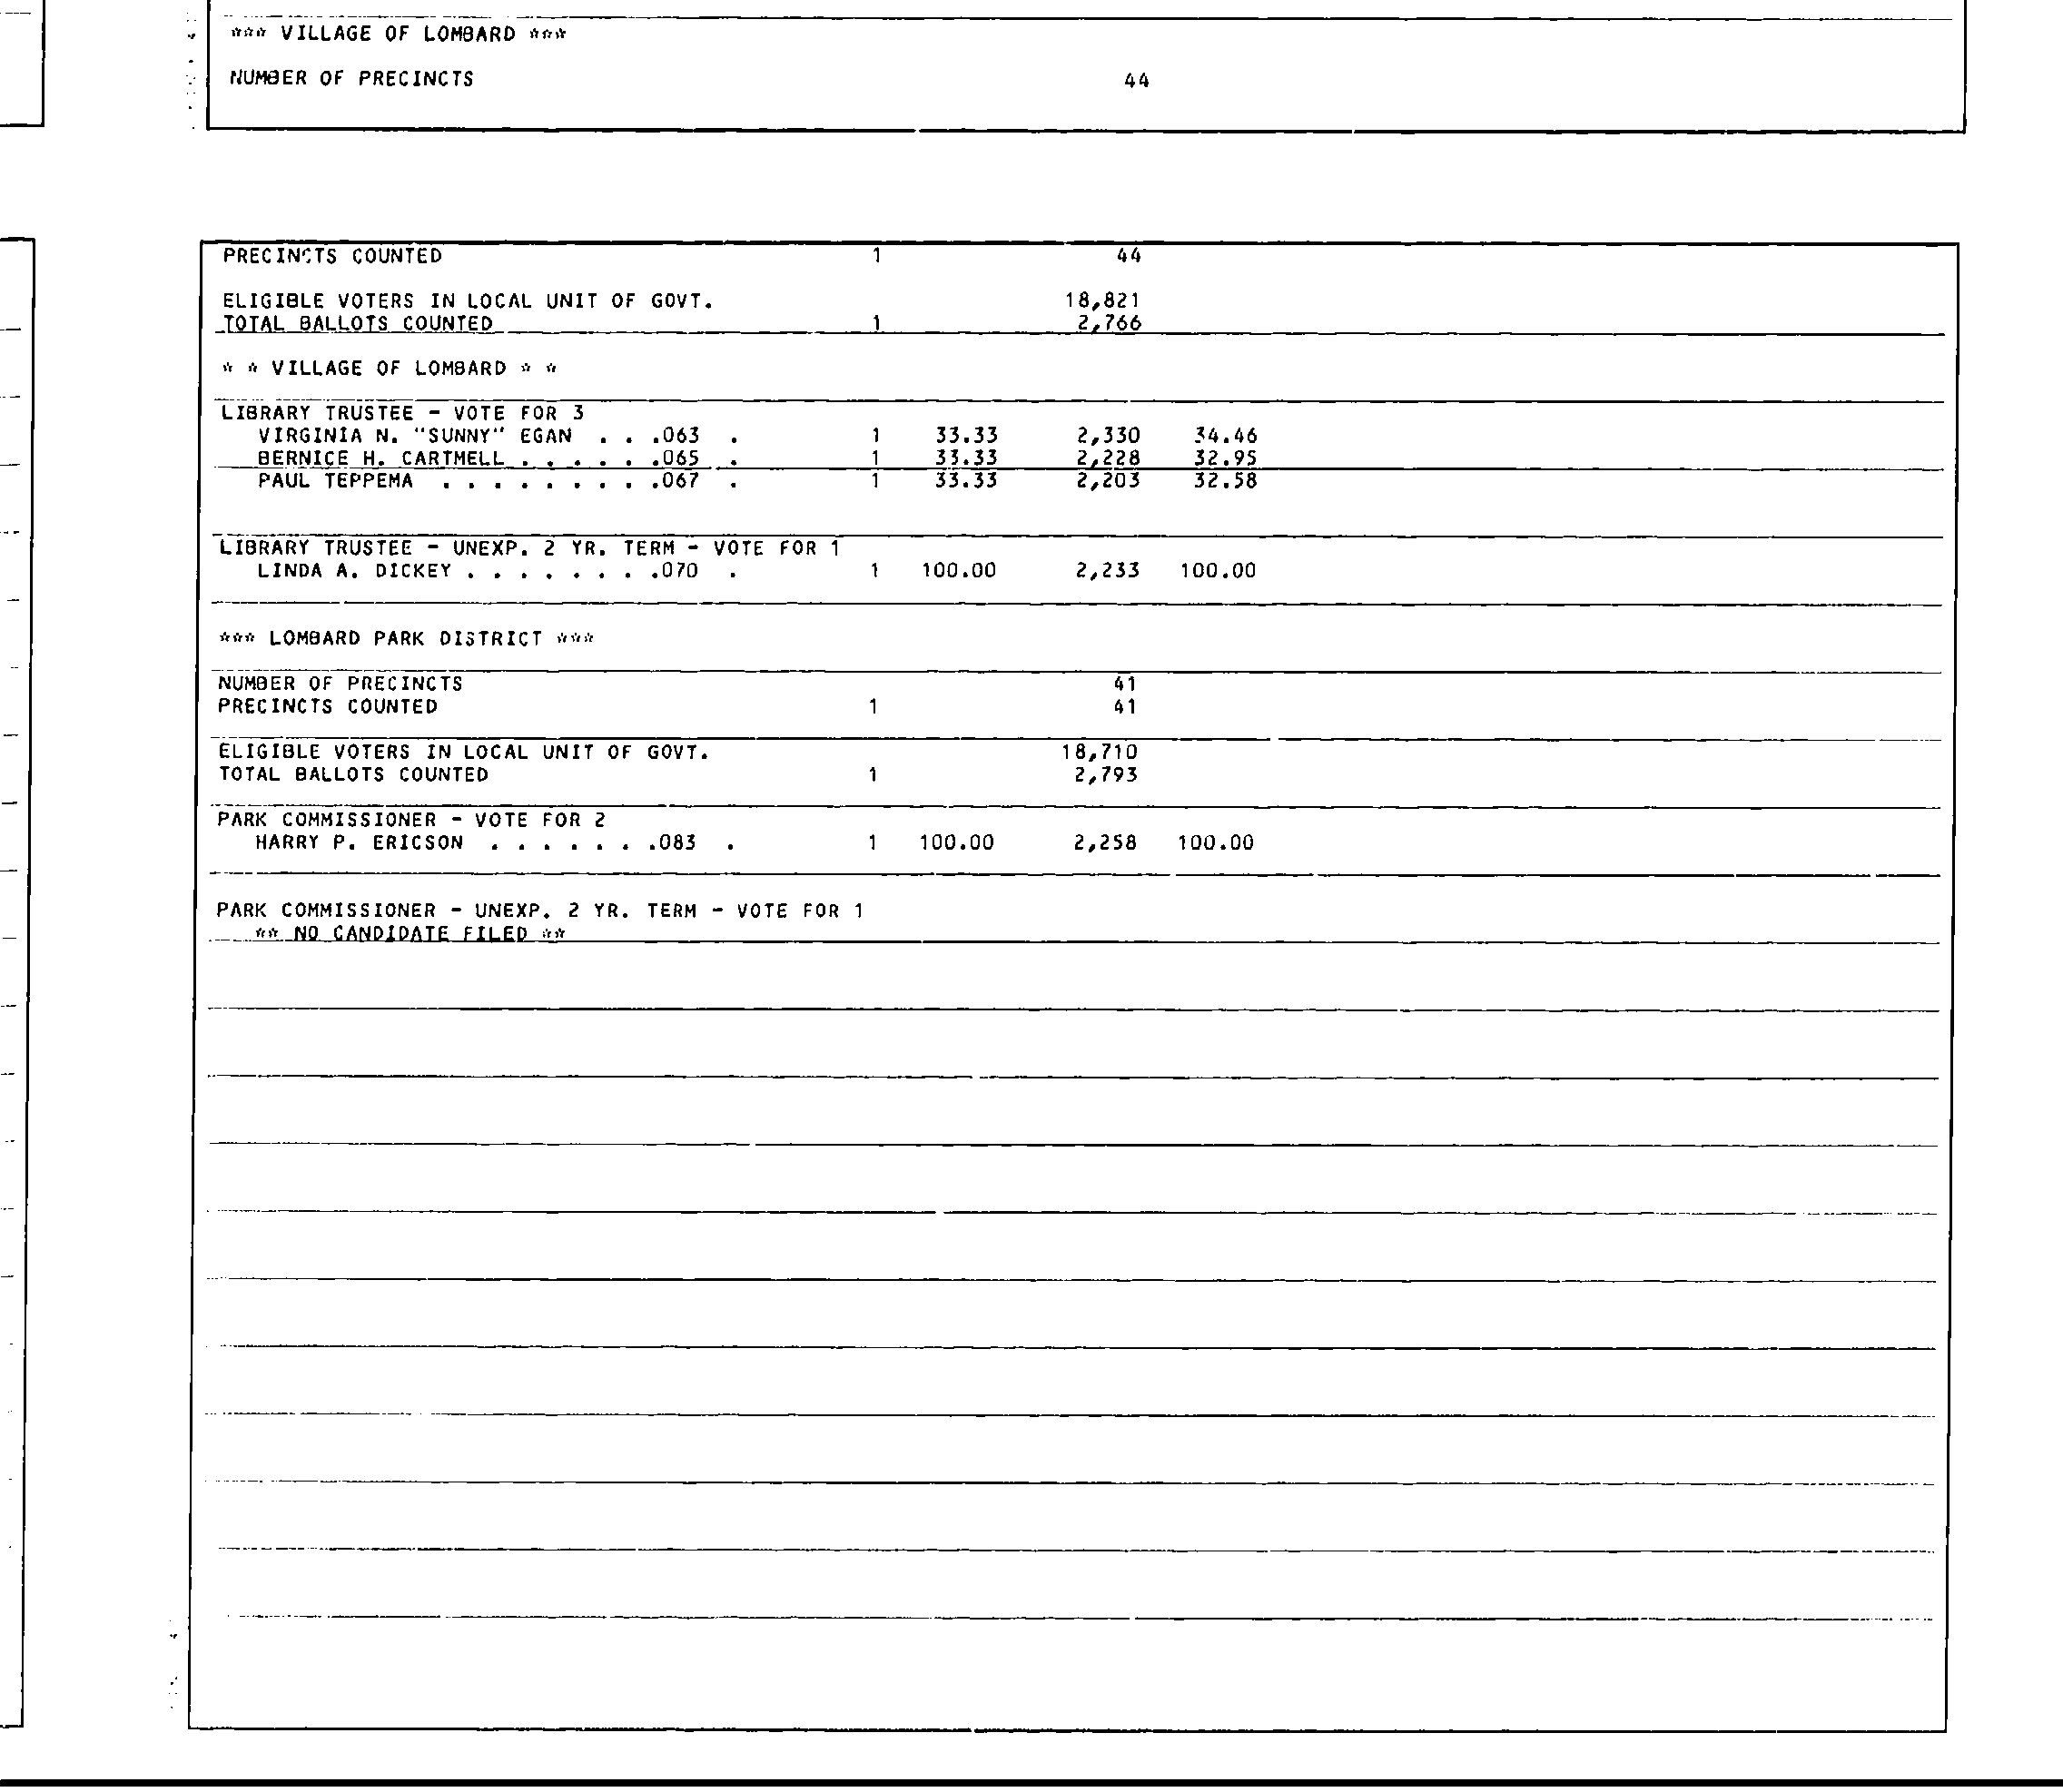 *** VILLAGE OF LOMBARD ***
NUMBER OF PRECINCTS 44
PRECINCTS COUNTED 1 44
ELIGIBLE VOTERS IN LOCAL UNIT OF GOVT. 18,821
TOTAL BALLOTS COUNTED 1 2,766
* * VILLAGE OF LOMBARD * *
LIBRARY TRUSTEE - VOTE FOR 3
VIRGINIA N. "SUNNY" EGAN . . .063 . 1 33.33 2,330 34.46
BERNICE H. CARTMELL . . . . . .065 . 1 33.33 2,228 32.95
PAUL TEPPEMA . . . . . . . . .067 . 1 33.33 2,203 32.58
LIBRARY TRUSTEE - UNEXP. 2 YR. TERM - VOTE FOR 1
LINDA A. DICKEY . . . . . . . .070 . 1 100.00 2,233 100.00
*** LOMBARD PARK DISTRICT ***
NUMBER OF PRECINCTS 41
PRECINCTS COUNTED 1 41
ELIGIBLE VOTERS IN LOCAL UNIT OF GOVT. 18,710
TOTAL BALLOTS COUNTED 1 2,793
PARK COMMISSIONER - VOTE FOR 2
HARRY P. ERICSON . . . . . . .083 . 1 100.00 2,258 100.00
PARK COMMISSIONER - UNEXP. 2 YR. TERM - VOTE FOR 1
** NO CANDIDATE FILED **